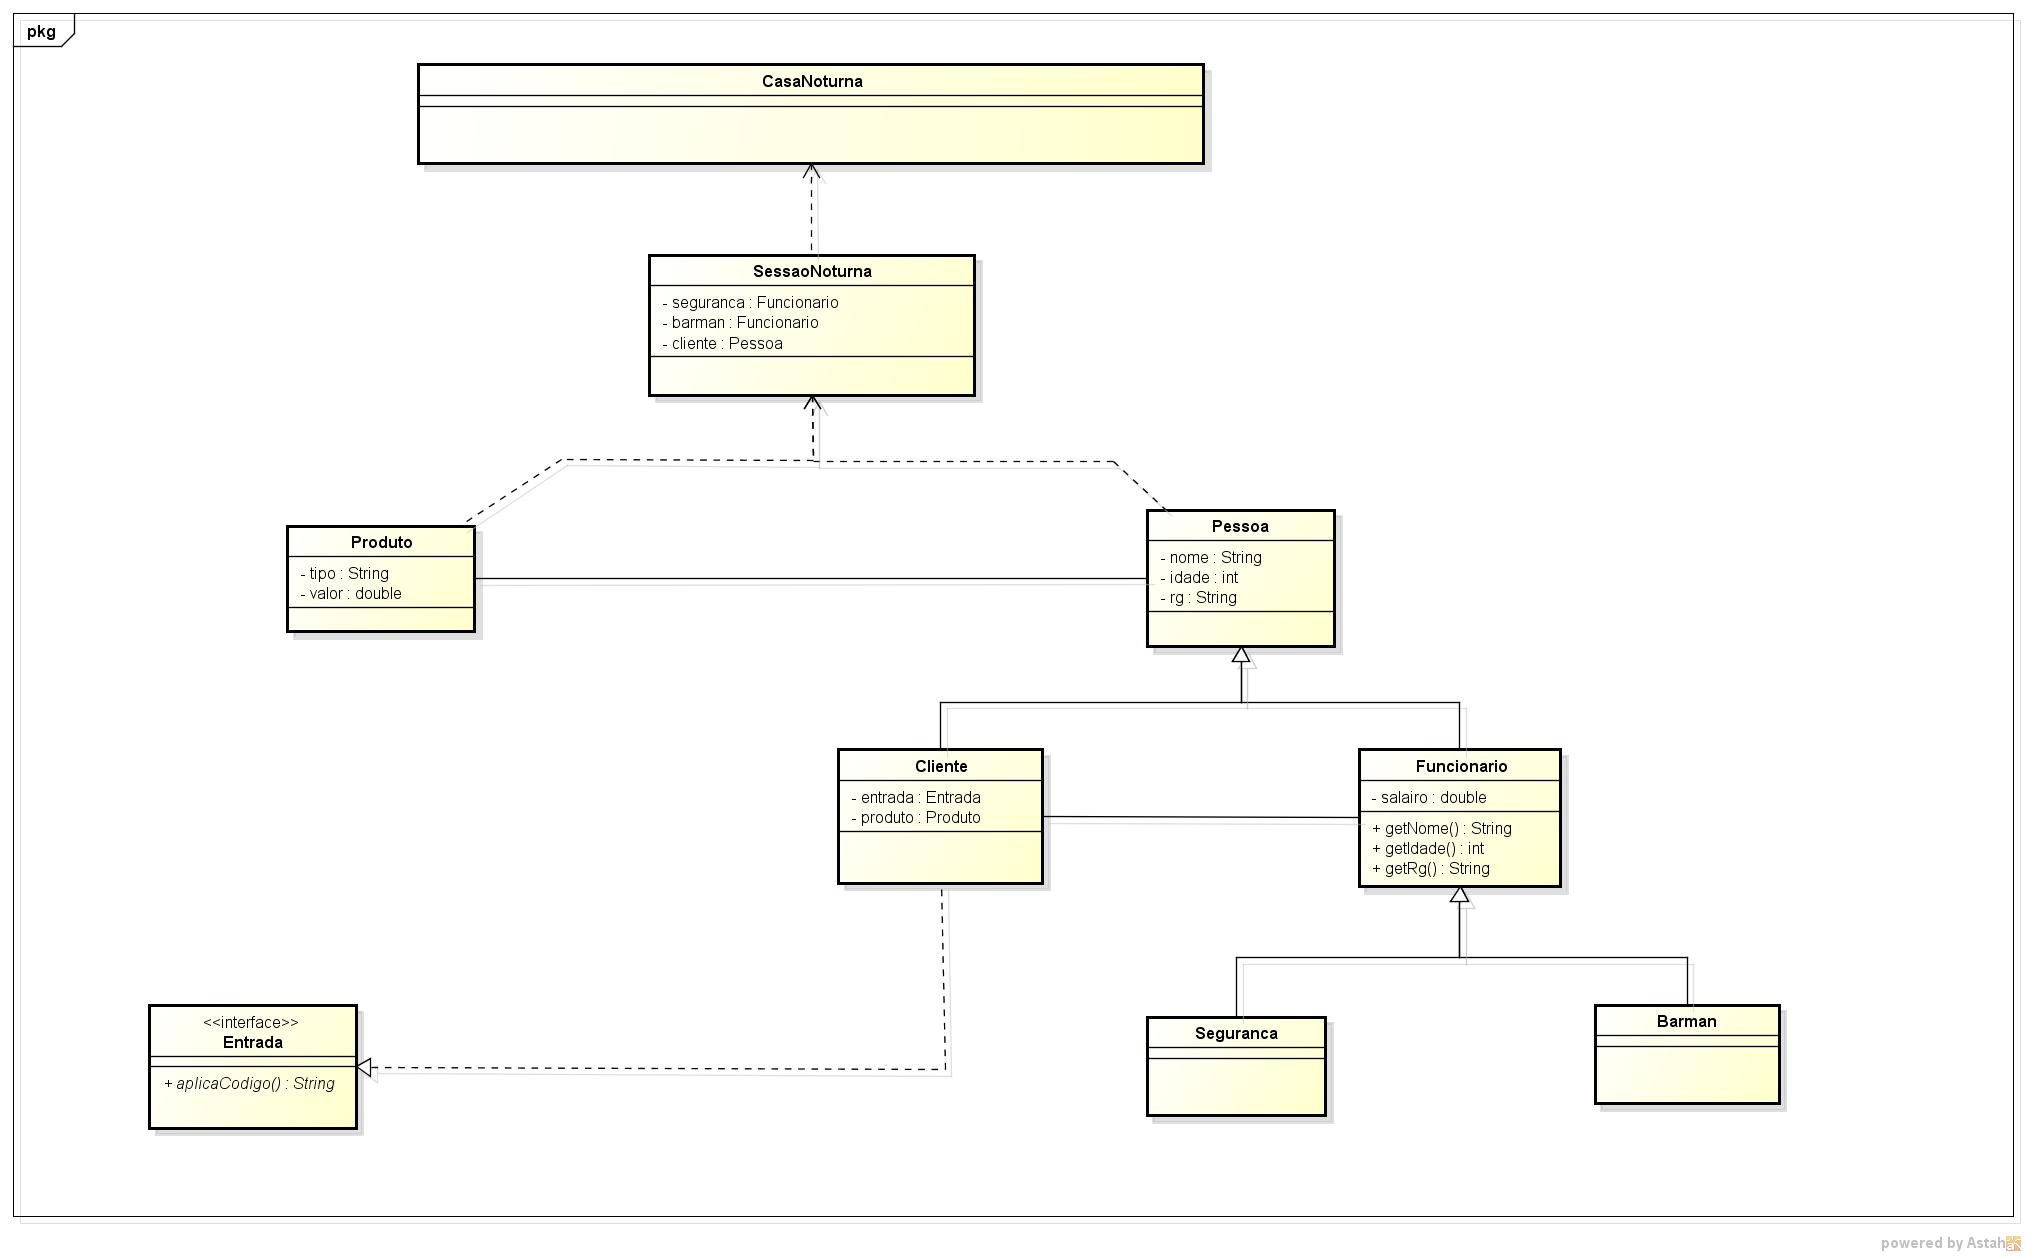 pkg
CasaNoturna
SessaoNoturna
- seguranca : Funcionario
- barman : Funcionario
- cliente : Pessoa
Produto
- tipo : String
- valor : double
Pessoa
- nome : String
- idade : int
- rg : String
Cliente
- entrada : Entrada
- produto : Produto
Funcionario
- salairo : double
+ getNome() : String
+ getIdade() : int
+ getRg() : String
<<interface>>
Entrada
+ aplicaCodigo() : String
Seguranca
Barman
powered by Astah